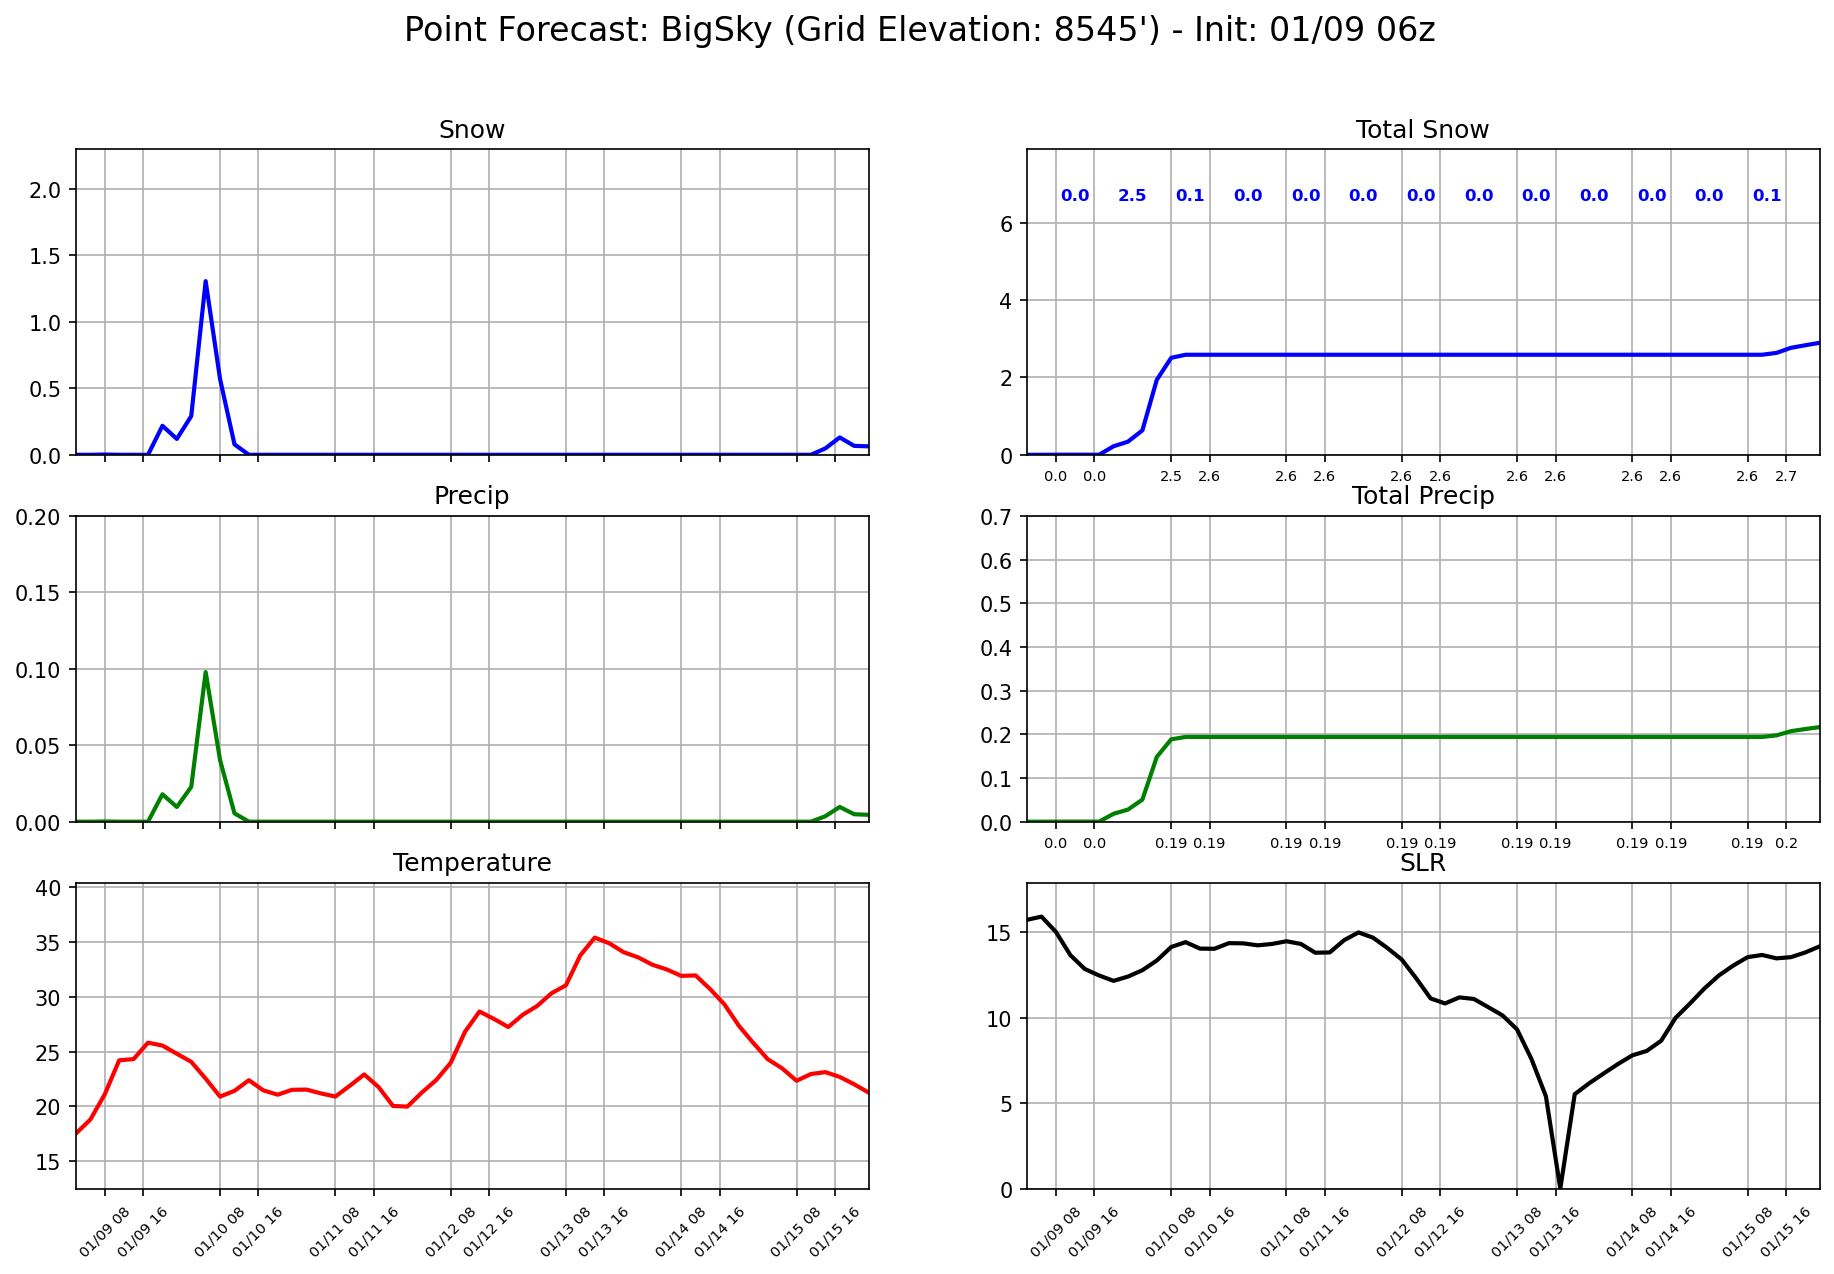 Point Forecast: BigSky (Grid Elevation: 8545') - Init: 01/09 06z
Snow
2.0
1.5
1.0
0.5
0.0
Total Snow
0.0 2.5 0.1 0.0 0.0 0.0 0.0 0.0 0.0 0.0 0.0 0.0 0.1
6
4
2
0
0.0 0.0 2.5 2.6 2.6 2.6 2.6 2.6 2.6 2.6 2.6 2.6 2.6 2.7
Precip
0.20
0.15
0.10
0.05
0.00
Total Precip
0.7
0.6
0.5
0.4
0.3
0.2
0.1
0.0
0.0 0.0 0.19 0.19 0.19 0.19 0.19 0.19 0.19 0.19 0.19 0.19 0.19 0.2
Temperature
40
35
30
25
20
15
01/09 08 01/09 16 01/10 08 01/10 16 01/11 08 01/11 16 01/12 08 01/12 16 01/13 08 01/13 16 01/14 08 01/14 16 01/15 08 01/15 16
SLR
15
10
5
0
01/09 08 01/09 16 01/10 08 01/10 16 01/11 08 01/11 16 01/12 08 01/12 16 01/13 08 01/13 16 01/14 08 01/14 16 01/15 08 01/15 16